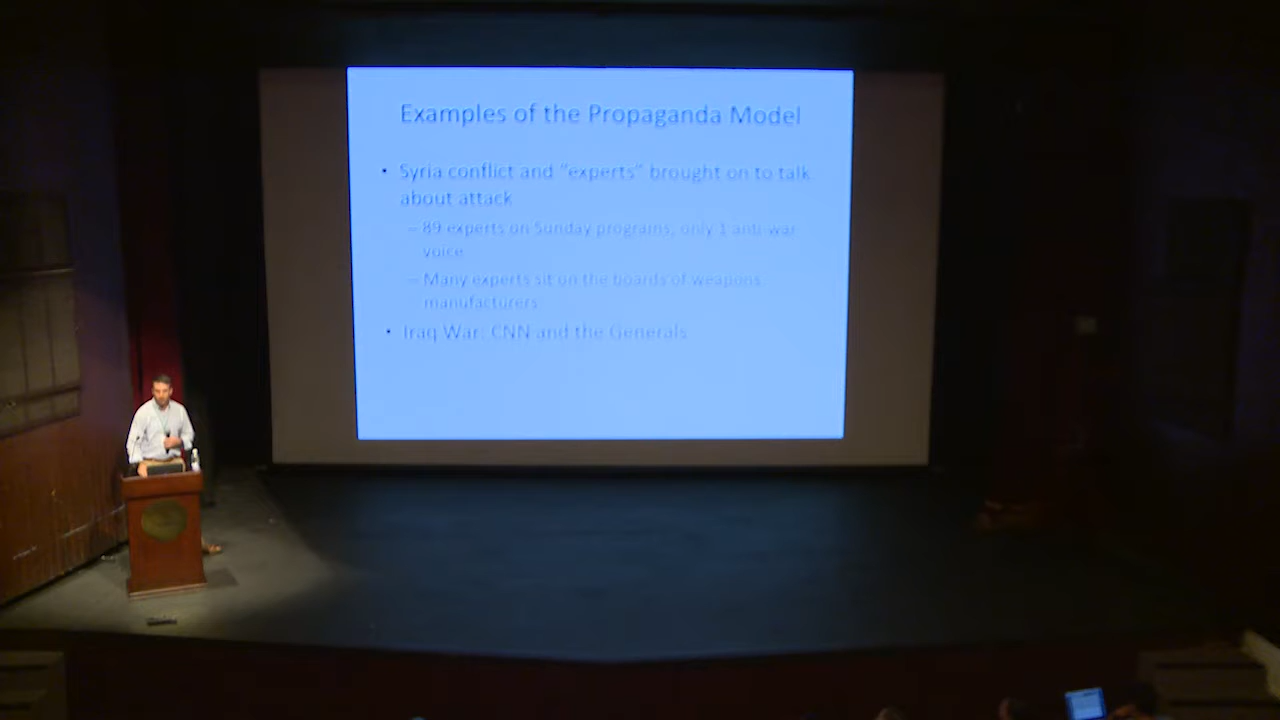 Examples of the Propaganda Model
• Syria conflict and "experts" brought on to talk
about attack
– 89 experts on Sunday programs, only 1 anti-war
voice
– Many experts sit on the boards of weapons
manufacturers
• Iraq War: CNN and the Generals